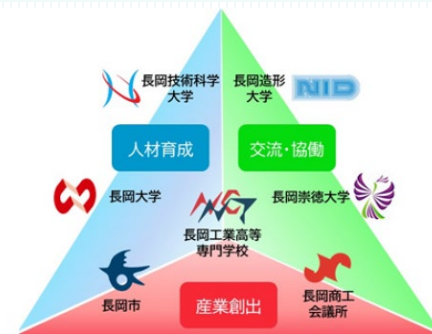 長岡技術科学
大学
長岡造形
大学
NID
人材育成
交流・協働
長岡大学
長岡崇徳大学
NCT
長岡工業高等
専門学校
長岡市
産業創出
長岡商工
会議所